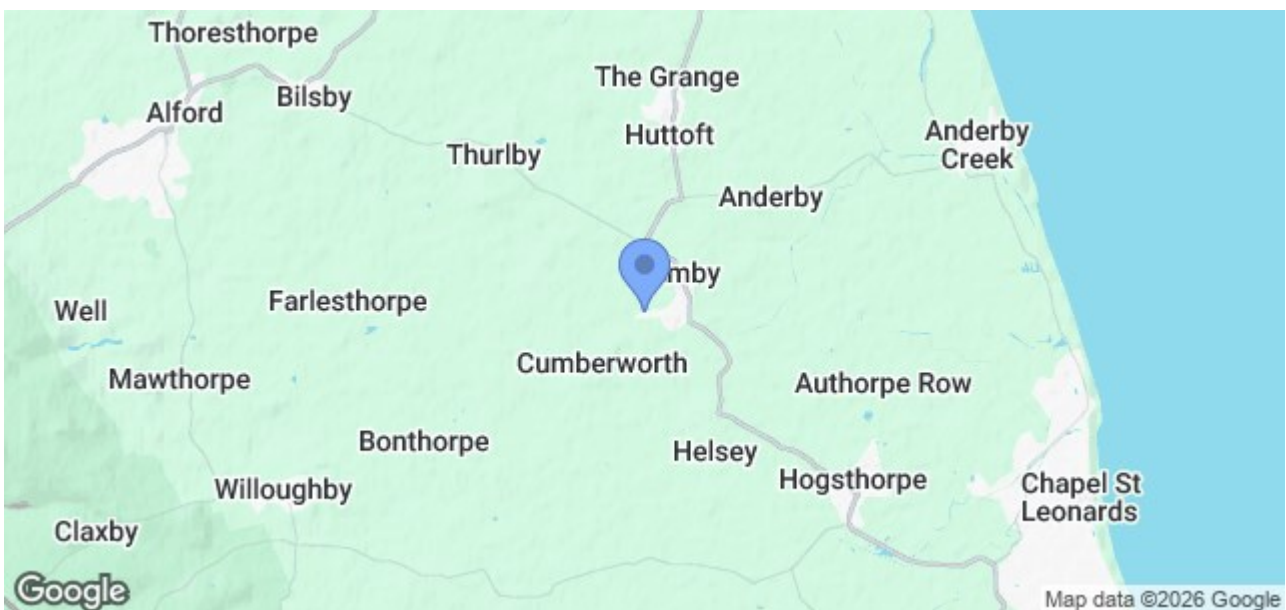 Thoresthorpe
The Grange
Bilsby
Alford
Huttoft
Anderby
Creek
Thurlby
Anderby
mby
Farlesthorpe
Well
Cumberworth
Mawthorpe
Authorpe Row
Bonthorpe
Helsey
Hogsthorpe
Willoughby
Chapel St
Leonards
Claxby
Google
Map data ©2026 Google